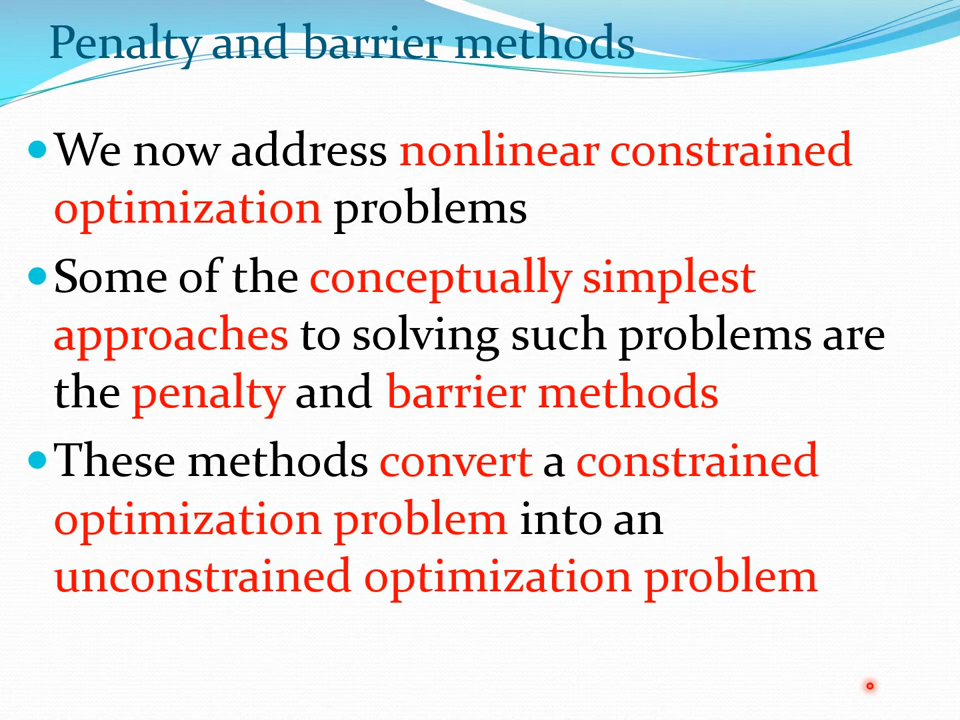 Penalty and barrier methods
We now address nonlinear constrained
optimization problems
Some of the conceptually simplest
approaches to solving such problems are
the penalty and barrier methods
These methods convert a constrained
optimization problem into an
unconstrained optimization problem